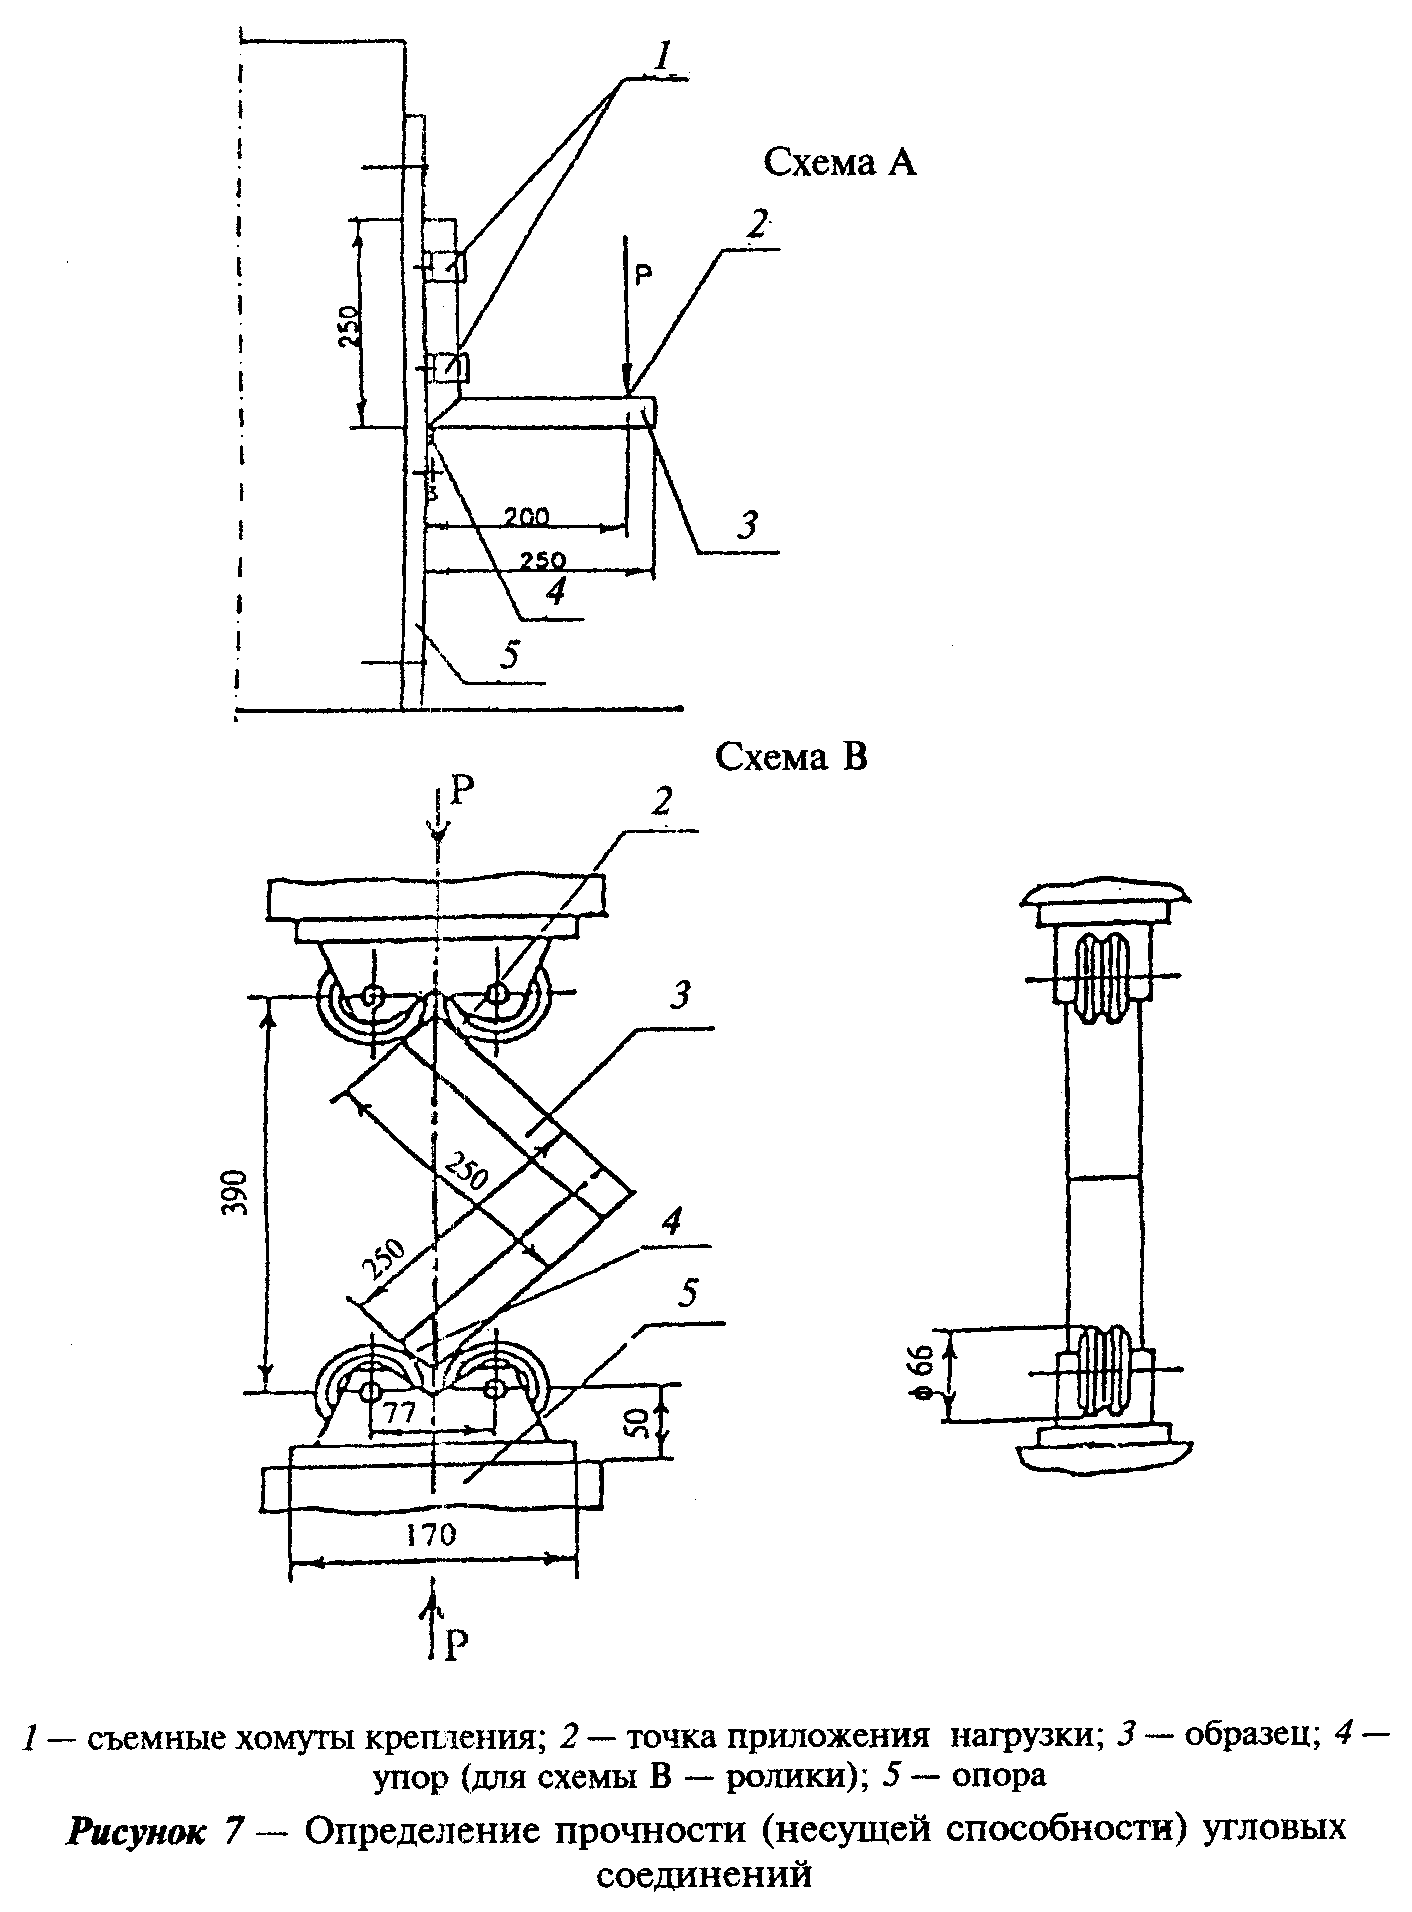 1
Схема А
2
P
250
3
3
200
250
4
5
Схема В
P
2
3
390
250
250
4
5
77
50
ϕ 66
170
P
1 — съемные хомуты крепления; 2 — точка приложения нагрузки; 3 — образец; 4 —
упор (для схемы В — ролики); 5 — опора
Рисунок 7 — Определение прочности (несущей способности) угловых
соединений